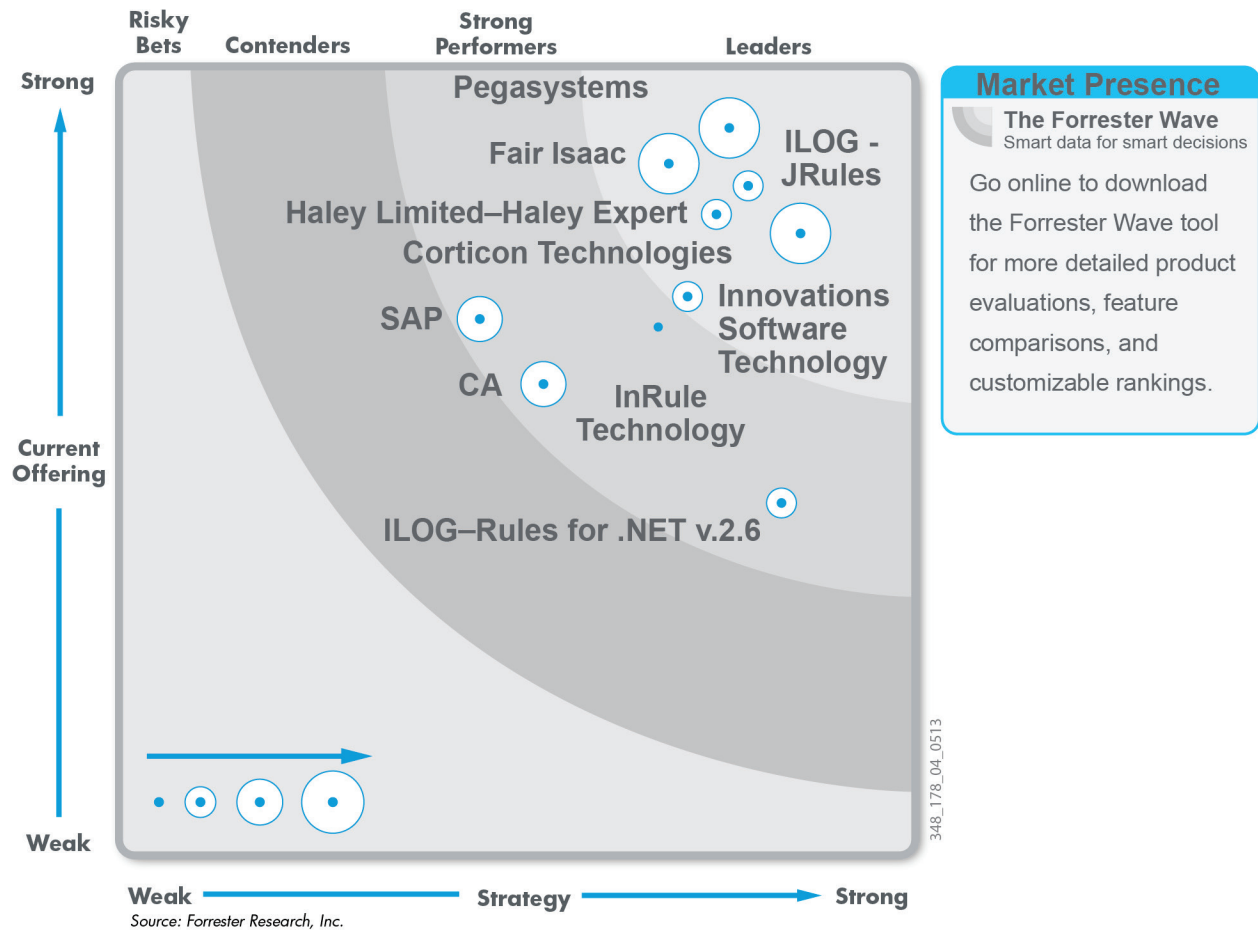 Risky
Bets
Contenders
Strong
Performers
Leaders
Strong
Current
Offering
Weak
Pegasystems
Fair Isaac
ILOG -
JRules
Haley Limited–Haley Expert
Corticon Technologies
SAP
Innovations
Software
Technology
CA
InRule
Technology
ILOG–Rules for .NET v.2.6
Weak
Strategy
Strong
Source: Forrester Research, Inc.
348_178_04_0513
Market Presence
The Forrester Wave
Smart data for smart decisions
Go online to download
the Forrester Wave tool
for more detailed product
evaluations, feature
comparisons, and
customizable rankings.